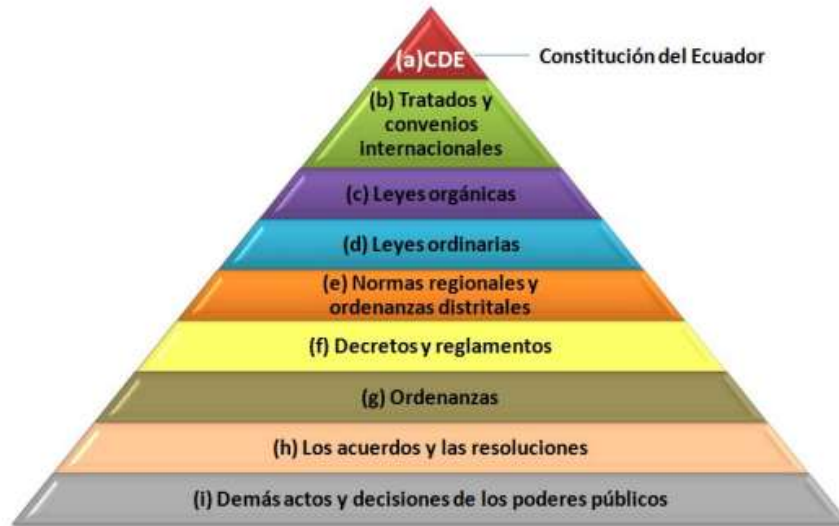 (a)CDE
Constitución del Ecuador
(b) Tratados y
convenios
internacionales
(c) Leyes orgánicas
(d) Leyes ordinarias
(e) Normas regionales y
ordenanzas distritales
(f) Decretos y reglamentos
(g) Ordenanzas
(h) Los acuerdos y las resoluciones
(i) Demás actos y decisiones de los poderes públicos